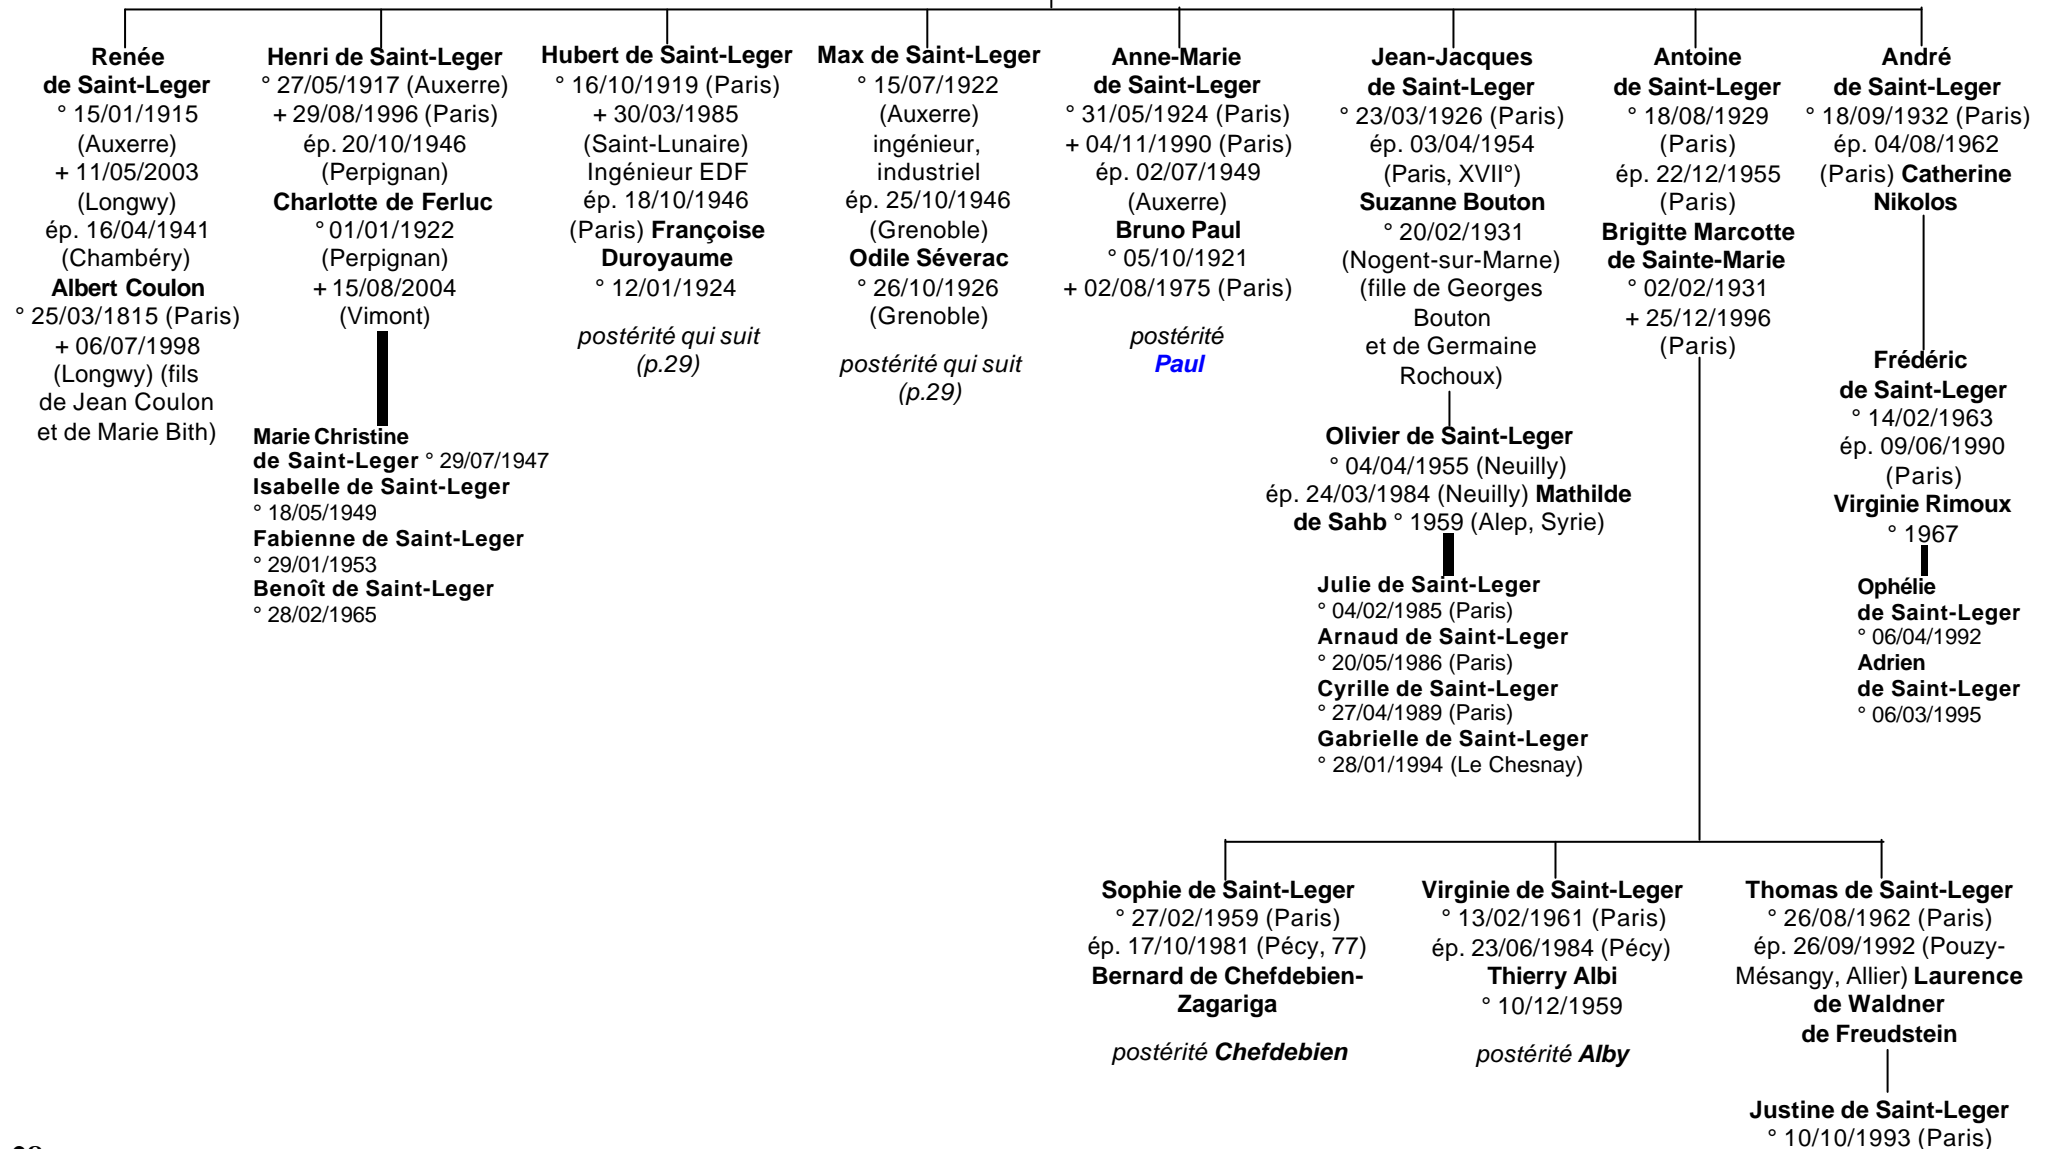 Renée
de Saint-Leger
° 15/01/1915
(Auxerre)
+ 11/05/2003
(Longwy)
ép. 16/04/1941
(Chambéry)
Albert Coulon
° 25/03/1815 (Paris)
+ 06/07/1998
(Longwy) (fils
de Jean Coulon
et de Marie Bith)
Henri de Saint-Leger
° 27/05/1917 (Auxerre)
+ 29/08/1996 (Paris)
ép. 20/10/1946
(Perpignan)
Charlotte de Ferluc
° 01/01/1922
(Perpignan)
+ 15/08/2004
(Vimont)
Marie Christine
de Saint-Leger ° 29/07/1947
Isabelle de Saint-Leger
° 18/05/1949
Fabienne de Saint-Leger
° 29/01/1953
Benoît de Saint-Leger
° 28/02/1965
Hubert de Saint-Leger
° 16/10/1919 (Paris)
+ 30/03/1985
(Saint-Lunaire)
Ingénieur EDF
ép. 18/10/1946
(Paris) Françoise
Duroyaume
° 12/01/1924
postérité qui suit
(p.29)
Max de Saint-Leger
° 15/07/1922
(Auxerre)
ingénieur,
industriel
ép. 25/10/1946
(Grenoble)
Odile Séverac
° 26/10/1926
(Grenoble)
postérité qui suit
(p.29)
Anne-Marie
de Saint-Leger
° 31/05/1924 (Paris)
+ 04/11/1990 (Paris)
ép. 02/07/1949
(Auxerre)
Bruno Paul
° 05/10/1921
+ 02/08/1975 (Paris)
postérité
Paul
Jean-Jacques
de Saint-Leger
° 23/03/1926 (Paris)
ép. 03/04/1954
(Paris, XVII°)
Suzanne Bouton
° 20/02/1931
(Nogent-sur-Marne)
(fille de Georges
Bouton
et de Germaine
Rochoux)
Olivier de Saint-Leger
° 04/04/1955 (Neuilly)
ép. 24/03/1984 (Neuilly) Mathilde
de Sahb ° 1959 (Alep, Syrie)
Julie de Saint-Leger
° 04/02/1985 (Paris)
Arnaud de Saint-Leger
° 20/05/1986 (Paris)
Cyrille de Saint-Leger
° 27/04/1989 (Paris)
Gabrielle de Saint-Leger
° 28/01/1994 (Le Chesnay)
Antoine
de Saint-Leger
° 18/08/1929
(Paris)
ép. 22/12/1955
(Paris)
Brigitte Marcotte
de Sainte-Marie
° 02/02/1931
+ 25/12/1996
(Paris)
André
de Saint-Leger
° 18/09/1932 (Paris)
ép. 04/08/1962
(Paris) Catherine
Nikolos
Frédéric
de Saint-Leger
° 14/02/1963
ép. 09/06/1990
(Paris)
Virginie Rimoux
° 1967
Ophélie
de Saint-Leger
° 06/04/1992
Adrien
de Saint-Leger
° 06/03/1995
Sophie de Saint-Leger
° 27/02/1959 (Paris)
ép. 17/10/1981 (Pécy, 77)
Bernard de Chefdebien-
Zagariga
postérité Chefdebien
Virginie de Saint-Leger
° 13/02/1961 (Paris)
ép. 23/06/1984 (Pécy)
Thierry Albi
° 10/12/1959
postérité Alby
Thomas de Saint-Leger
° 26/08/1962 (Paris)
ép. 26/09/1992 (Pouzy-
Mésangy, Allier) Laurence
de Waldner
de Freudstein
Justine de Saint-Leger
° 10/10/1993 (Paris)